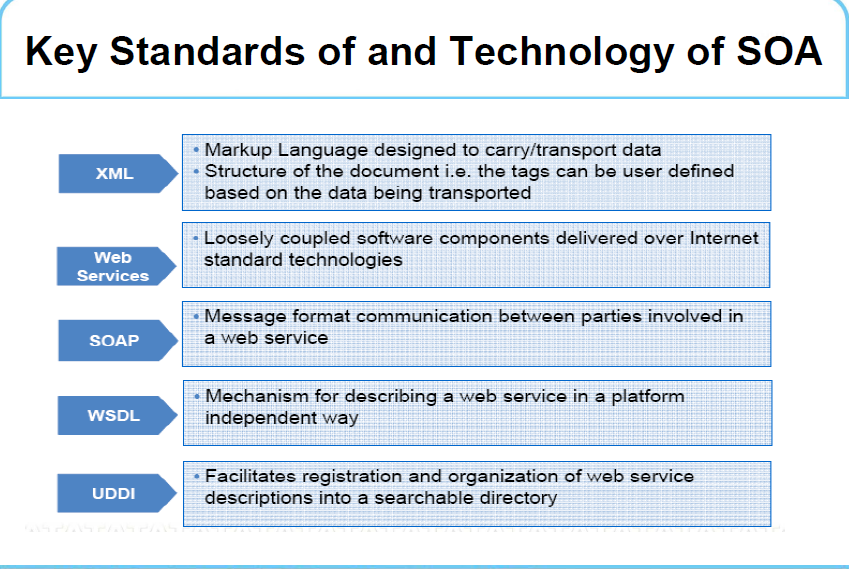 Key Standards of and Technology of SOA
XML
• Markup Language designed to carry/transport data
• Structure of the document i.e. the tags can be user defined
based on the data being transported
Web
Services
• Loosely coupled software components delivered over Internet
standard technologies
SOAP
• Message format communication between parties involved in
a web service
WSDL
• Mechanism for describing a web service in a platform
independent way
UDDI
• Facilitates registration and organization of web service
descriptions into a searchable directory